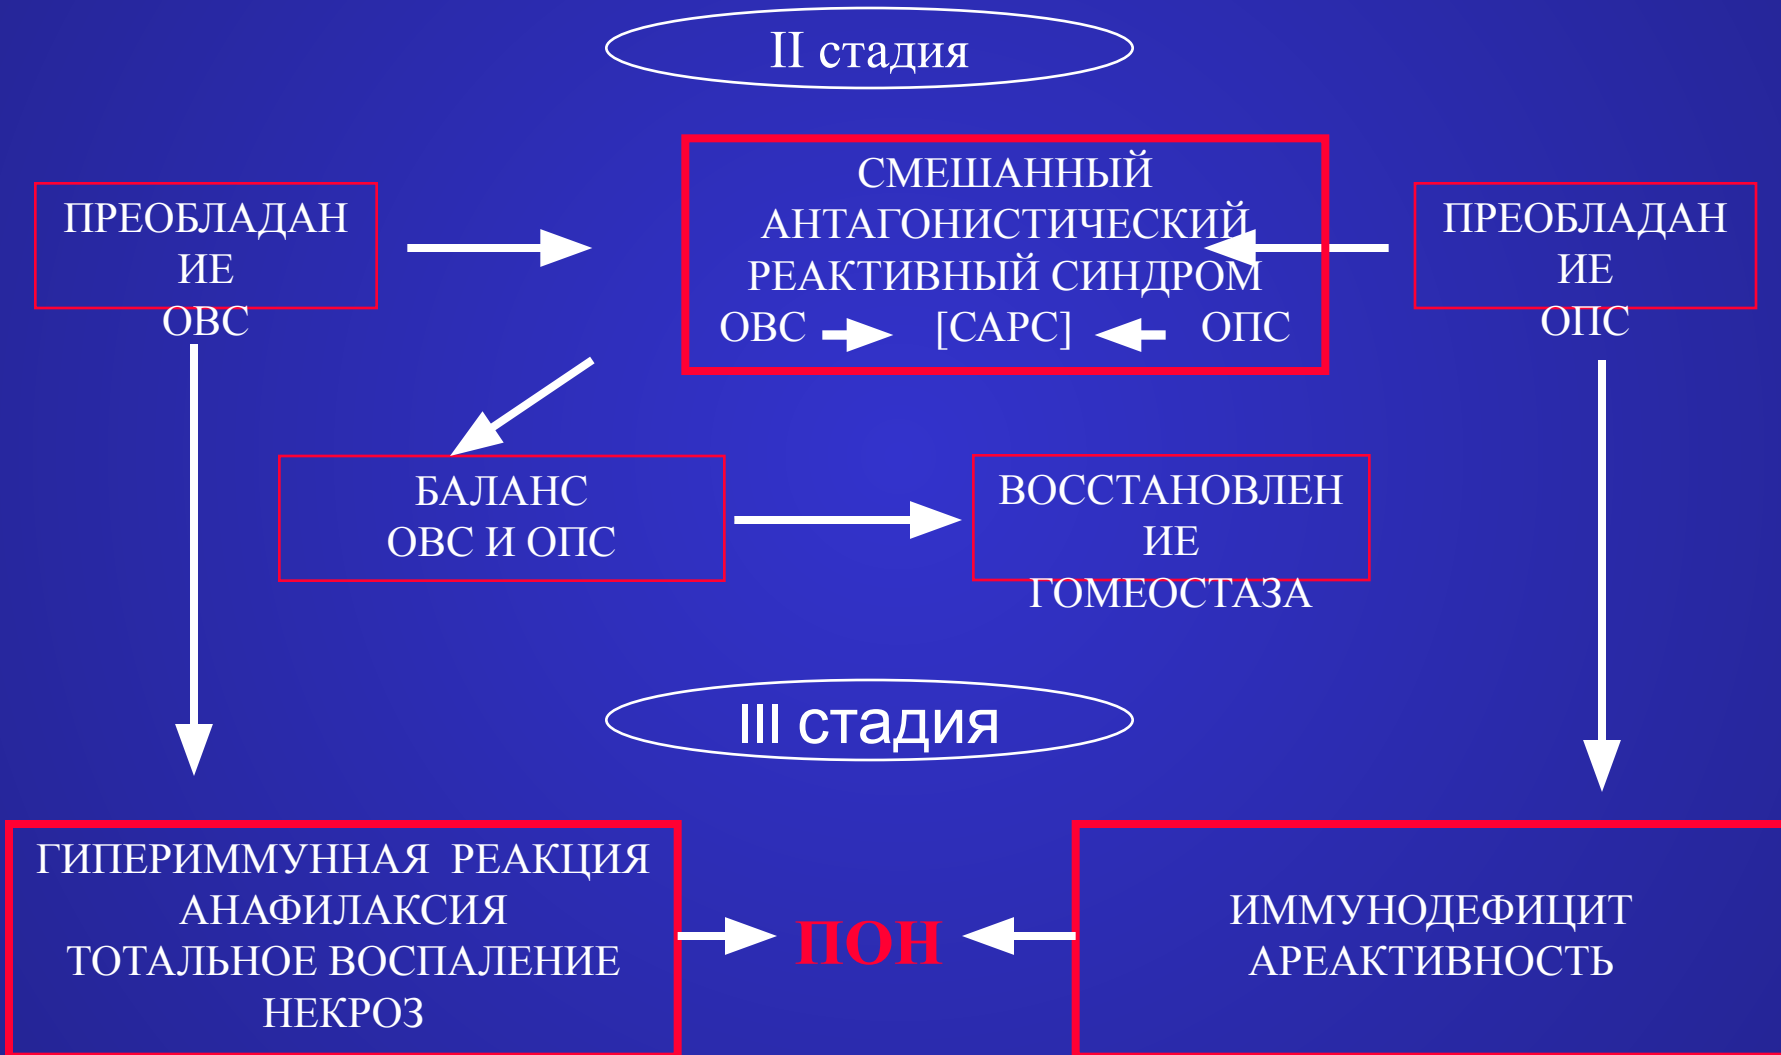 II стадия
ПРЕОБЛАДАН
ИЕ
ОВС
СМЕШАННЫЙ
АНТАГОНИСТИЧЕСКИЙ
РЕАКТИВНЫЙ СИНДРОМ
ОВС [САРС] ОПС
ПРЕОБЛАДАН
ИЕ
ОПС
БАЛАНС
ОВС И ОПС
ВОССТАНОВЛЕН
ИЕ
ГОМЕОСТАЗА
III стадия
ГИПЕРИММУННАЯ РЕАКЦИЯ
АНАФИЛАКСИЯ
ТОТАЛЬНОЕ ВОСПАЛЕНИЕ
НЕКРОЗ
ПОН
ИММУНОДЕФИЦИТ
АРЕАКТИВНОСТЬ